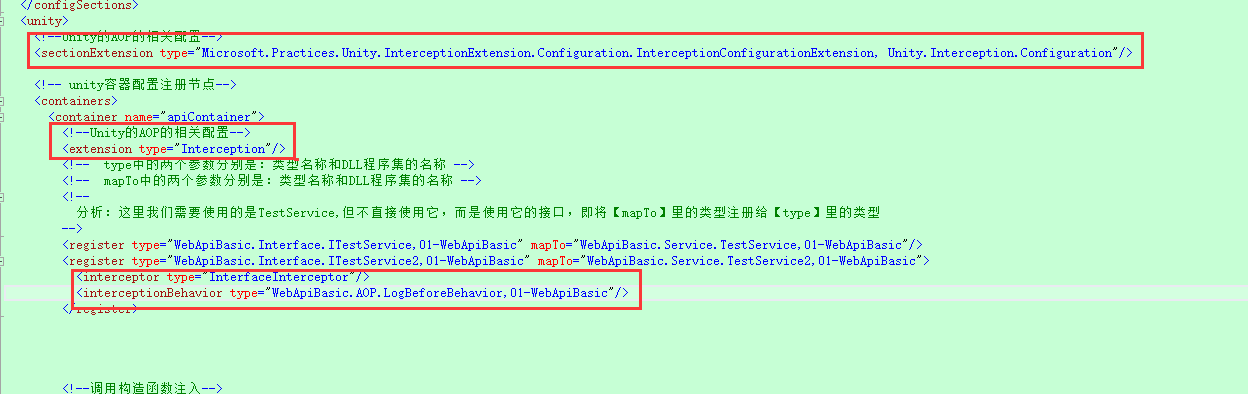 </configSections>
<unity>
<!--Unity的AOP的相关配置-->
<sectionExtension type="Microsoft.Practices.Unity.InterceptionExtension.Configuration.InterceptionConfigurationExtension, Unity.Interception.Configuration"/>
<!-- unity容器配置注册节点-->
<containers>
<container name="apiContainer">
<!--Unity的AOP的相关配置-->
<extension type="Interception"/>
<!-- type中的两个参数分别是：类型名称和DLL程序集的名称 -->
<!-- mapTo中的两个参数分别是：类型名称和DLL程序集的名称 -->
<!--
分析：这里我们需要使用的是TestService,但不直接使用它，而是使用它的接口，即将【mapTo】里的类型注册给【type】里的类型
-->
<register type="WebApiBasic.Interface.ITestService,01-WebApiBasic" mapTo="WebApiBasic.Service.TestService,01-WebApiBasic"/>
<register type="WebApiBasic.Interface.ITestService2,01-WebApiBasic" mapTo="WebApiBasic.Service.TestService2,01-WebApiBasic">
<interceptor type="InterfaceInterceptor"/>
<interceptionBehavior type="WebApiBasic.AOP.LogBeforeBehavior,01-WebApiBasic"/>
</register>
<!--调用构造函数注入-->